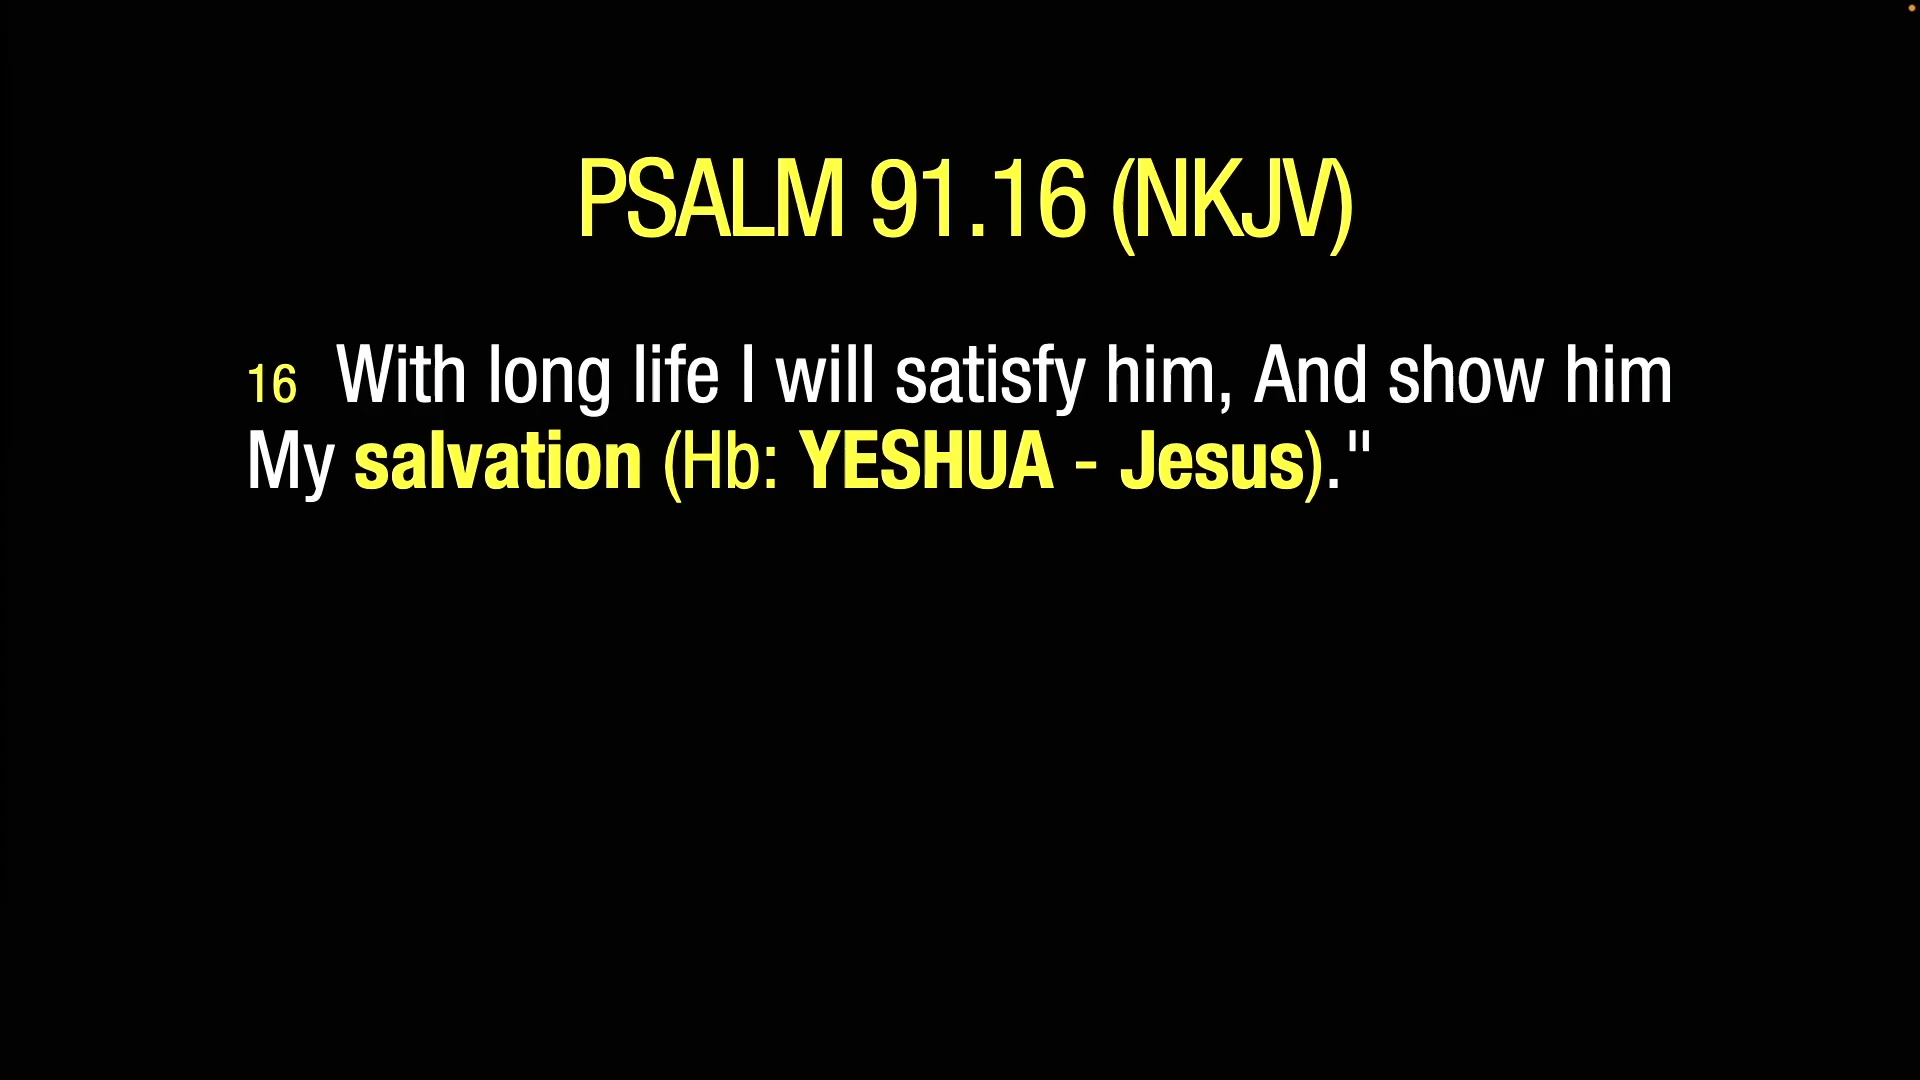 PSALM 91.16 (NKJV)
16 With long life I will satisfy him, And show him
My salvation (Hb: YESHUA - Jesus)."